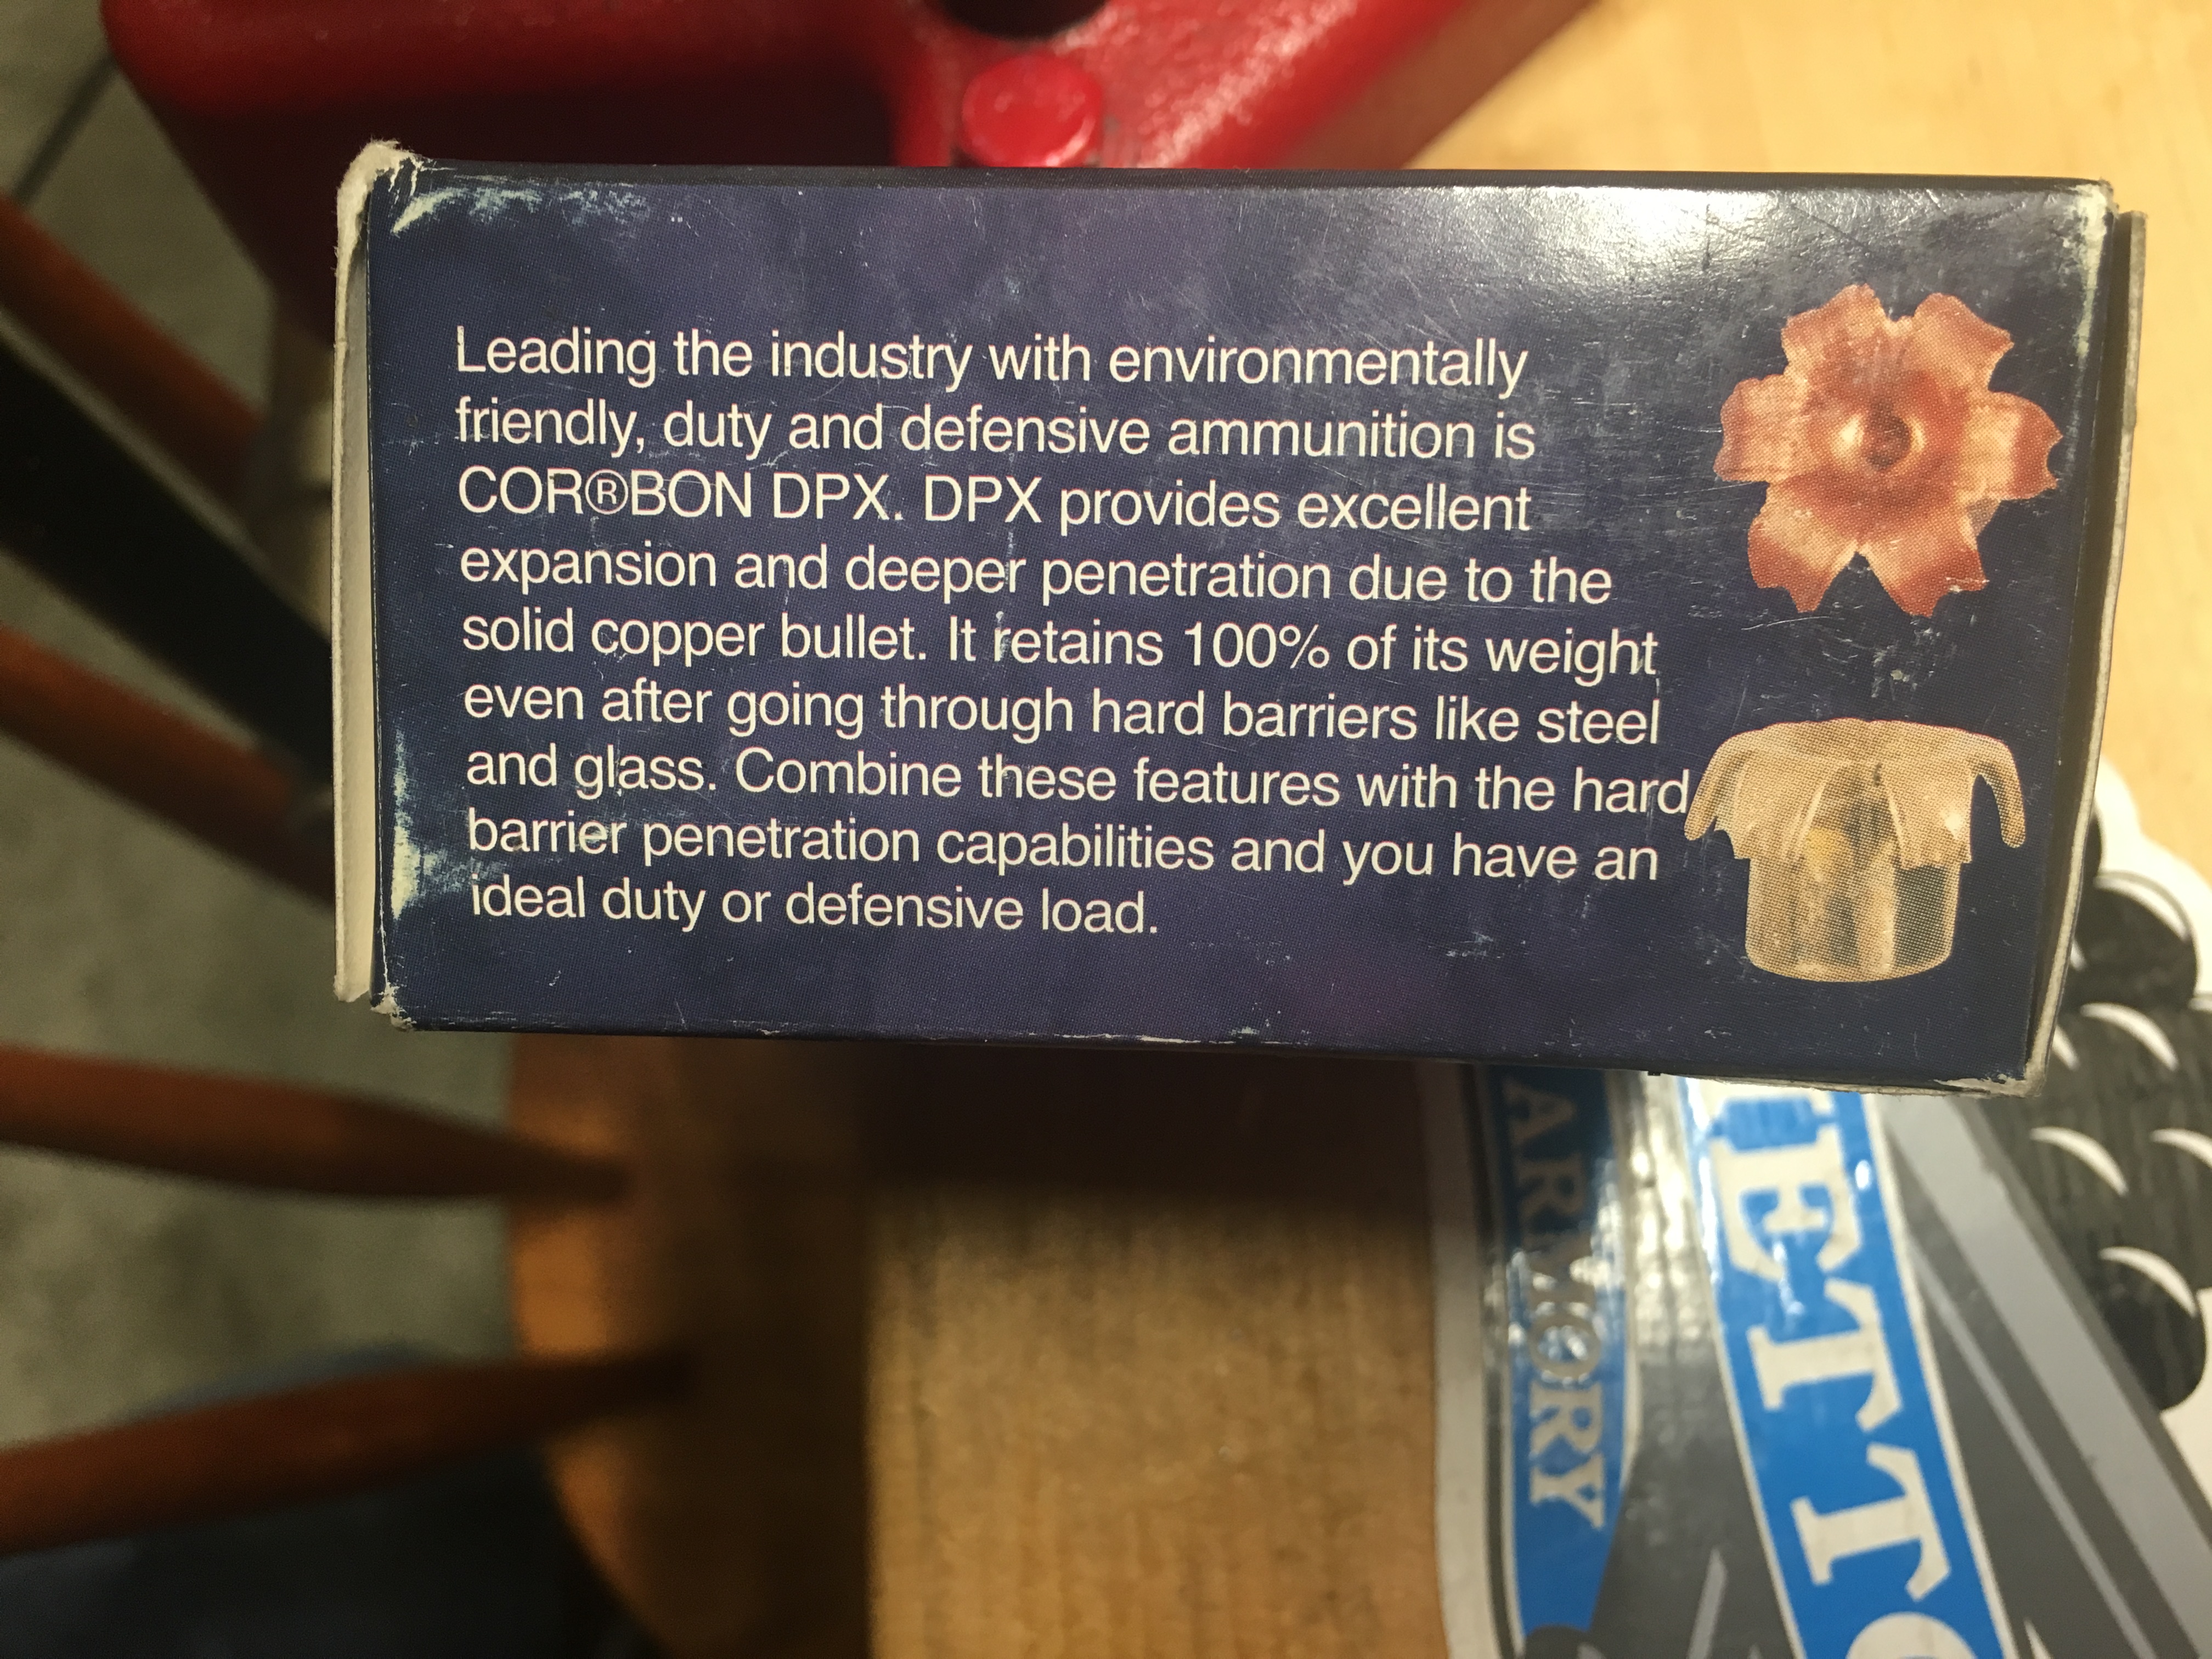 Leading the industry with environmentally
friendly, duty and defensive ammunition is
COR®BON DPX. DPX provides excellent
expansion and deeper penetration due to the
solid copper bullet. It retains 100% of its weight
even after going through hard barriers like steel
and glass. Combine these features with the hard
barrier penetration capabilities and you have an
ideal duty or defensive load.
ARMORY